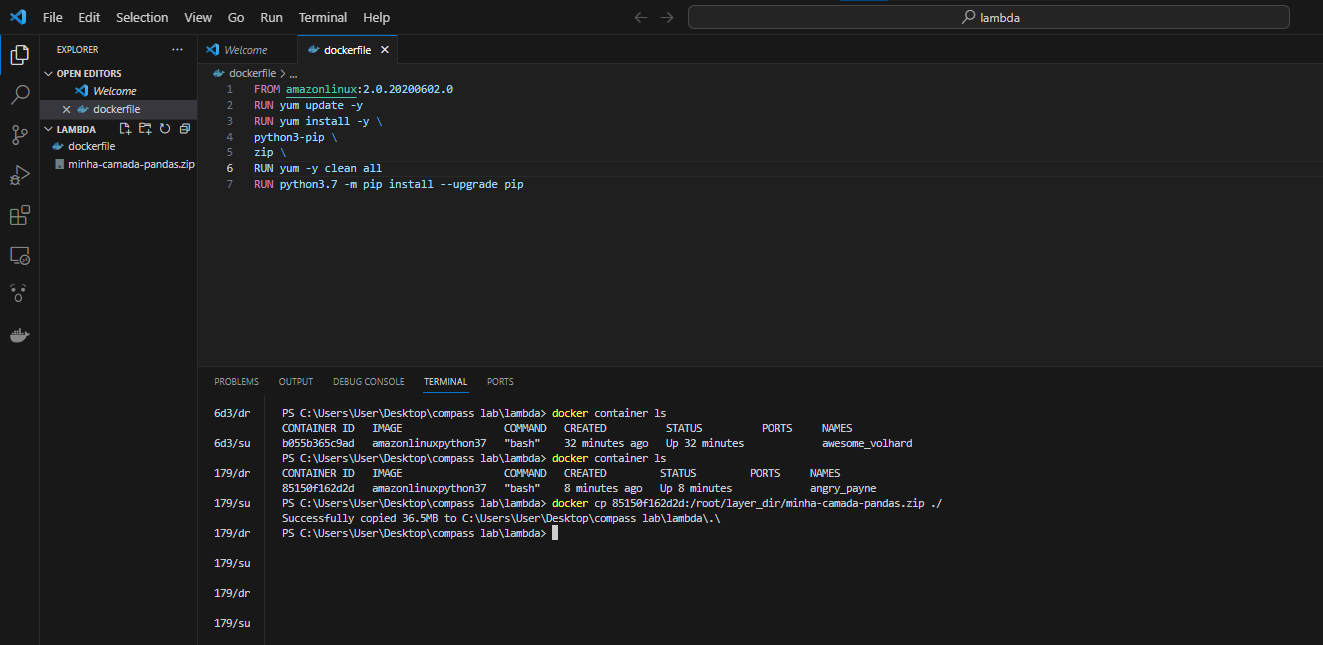 File Edit Selection View Go Run Terminal Help
lambda
EXPLORER ...
OPEN EDITORS
Welcome
dockerfile
LAMBDA
dockerfile
minha-camada-pandas.zip
Welcome
dockerfile
dockerfile > ...
1 FROM amazonlinux:2.0.20200602.0
2 RUN yum update -y
3 RUN yum install -y \
4 python3-pip \
5 zip \
6 RUN yum -y clean all
7 RUN python3.7 -m pip install --upgrade pip
PROBLEMS OUTPUT DEBUG CONSOLE TERMINAL PORTS
6d3/dr
6d3/su
179/dr
179/su
179/dr
179/su
179/dr
179/su
PS C:\Users\User\Desktop\compass lab\lambda> docker container ls
CONTAINER ID IMAGE COMMAND CREATED STATUS PORTS NAMES
b055b365c9ad amazonlinuxpython37 "bash" 32 minutes ago Up 32 minutes awesome_volhard
PS C:\Users\User\Desktop\compass lab\lambda> docker container ls
CONTAINER ID IMAGE COMMAND CREATED STATUS PORTS NAMES
85150f162d2d amazonlinuxpython37 "bash" 8 minutes ago Up 8 minutes angry_payne
PS C:\Users\User\Desktop\compass lab\lambda> docker cp 85150f162d2d:/root/layer_dir/minha-camada-pandas.zip ./
Successfully copied 36.5MB to C:\Users\User\Desktop\compass lab\lambda\.\
PS C:\Users\User\Desktop\compass lab\lambda>